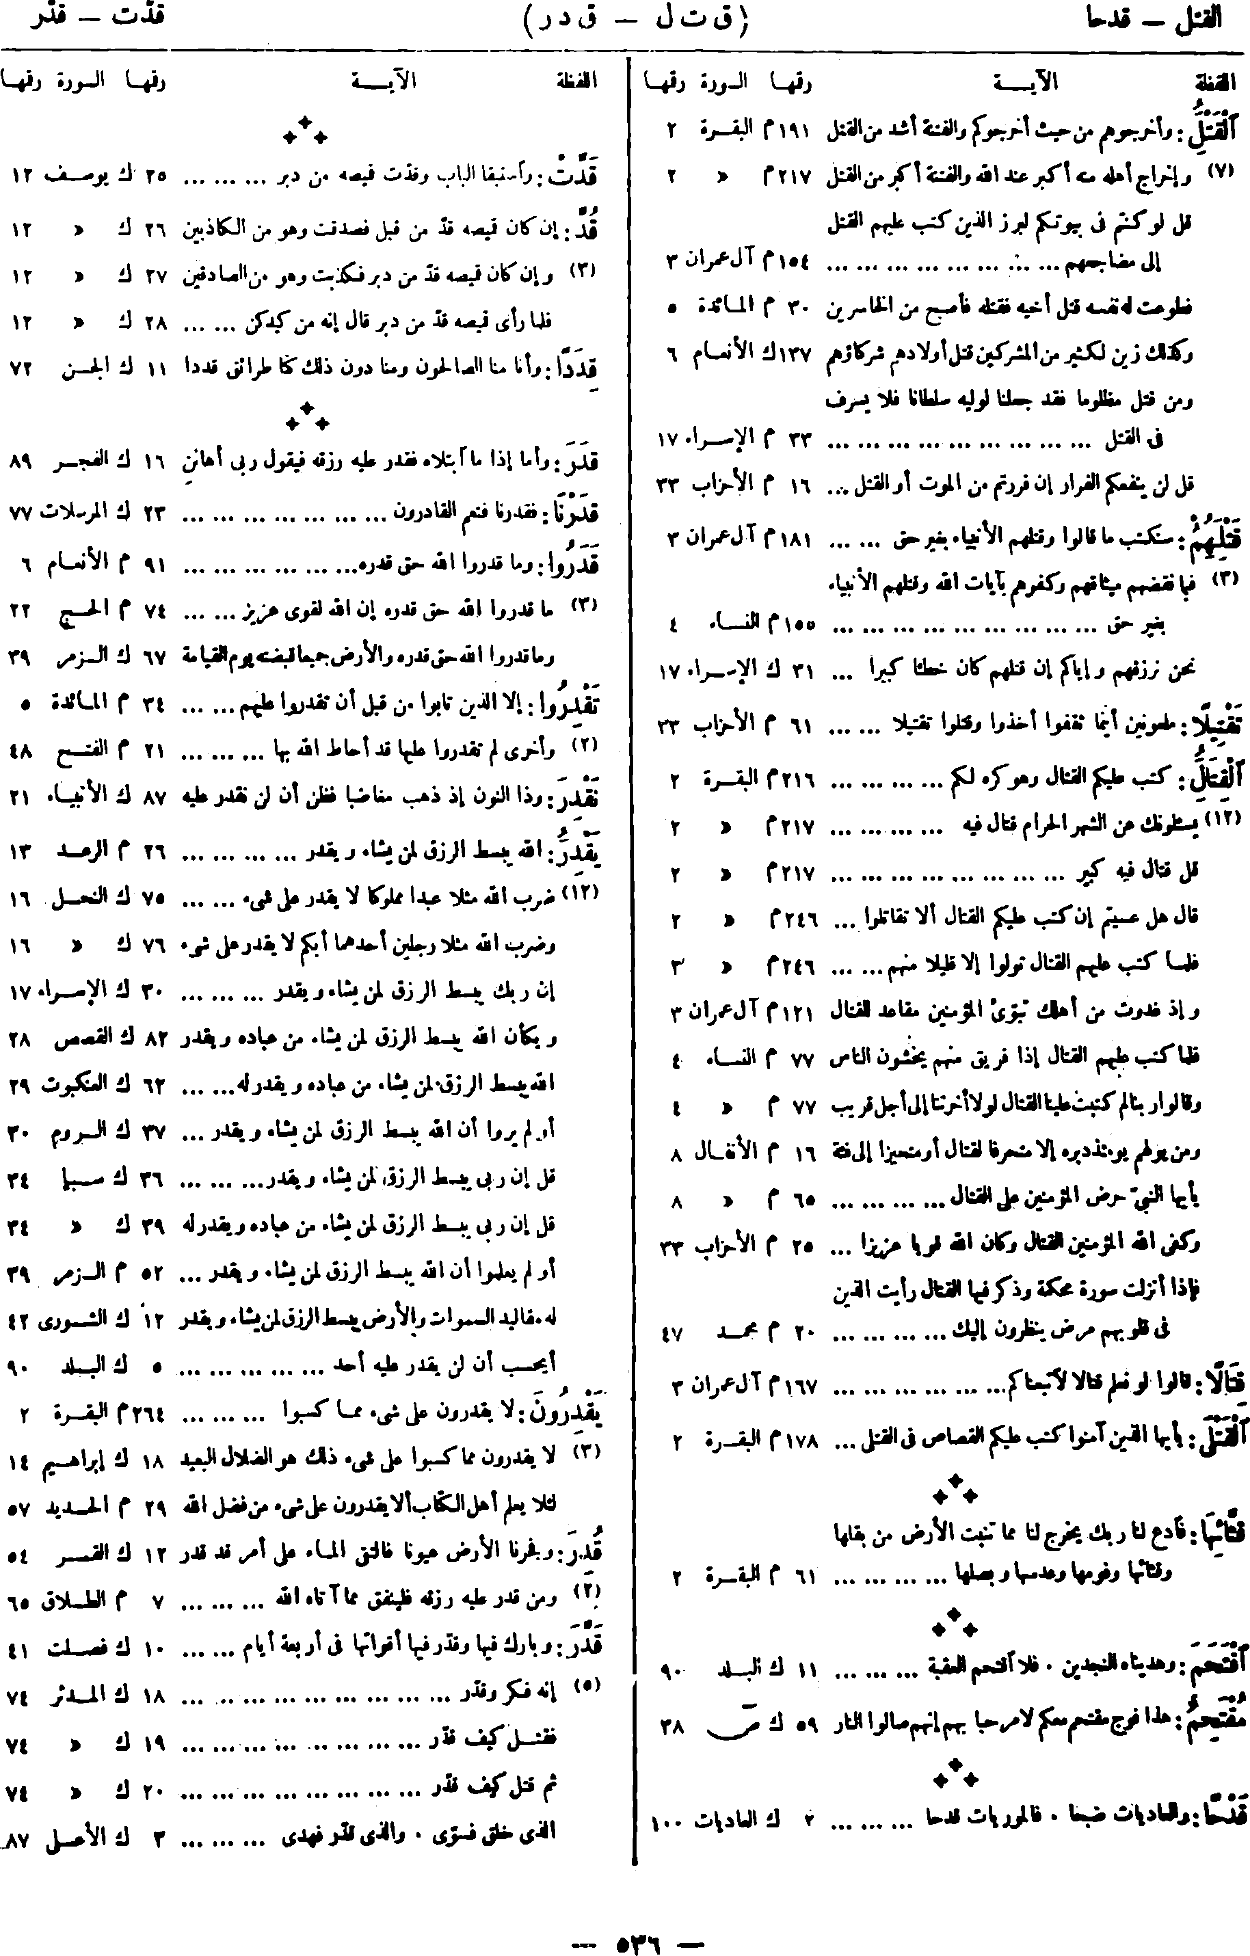 القتل — قدحا (ق ت ل — ق د ر) قدّت — قدّر
اللفظة الآيــــة رقمها السورة رقمها
اَلْقَتْلِ: وأخرجوهم من حيث أخرجوكم والفتنة أشد من القتل ١٩١ م البقرة ٢
(٧) وإخراج أهله منه أكبر عند الله والفتنة أكبر من القتل ٢١٧ م » ٢
قل لو كنتم فى بيوتكم لبرز الذين كتب عليهم القتل
إلى مضاجعهم ... ... ... ... ... ... ... ١٥٤ م آل عمران ٣
فطوعت له نفسه قتل أخيه فقتله فأصبح من الخاسرين ٣٠ م المائدة ٥
وكذلك زين لكثير من المشركين قتل أولادهم شركاؤهم ١٣٧ ك الأنعام ٦
ومن قتل مظلوما فقد جعلنا لوليه سلطانا فلا يسرف
فى القتل ... ... ... ... ... ... ... ... ... ٣٣ م الإسراء ١٧
قل لن ينفعكم الفرار إن فررتم من الموت أو القتل ... ١٦ م الأحزاب ٣٣
قَتْلَهُمُ: سنكتب ما قالوا وقتلهم الأنبياء بغير حق ... ... ١٨١ م آل عمران ٣
(٣) فبما نقضهم ميثاقهم وكفرهم بآيات الله وقتلهم الأنبياء
بغير حق ... ... ... ... ... ... ... ... ... ١٥٥ م النساء ٤
نحن نرزقهم وإياكم إن قتلهم كان خطئا كبيرا ... ٣١ ك الإسراء ١٧
تَقْتِيلًا: ملعونين أينما ثقفوا أخذوا وقتلوا تقتيلا ... ... ٦١ م الأحزاب ٣٣
اَلْقِتَالُ: كتب عليكم القتال وهو كره لكم ... ... ... ... ٢١٦ م البقرة ٢
(١٢) يسئلونك عن الشهر الحرام قتال فيه ... ... ... ... ٢١٧ م » ٢
قل قتال فيه كبير ... ... ... ... ... ... ... ... ٢١٧ م » ٢
قال هل عسيتم إن كتب عليكم القتال ألا تقاتلوا ... ٢٤٦ م » ٢
فلمـا كتب عليهم القتال تولوا إلا قليلا منهم ... ... ٢٤٦ م » ٣
وإذ غدوت من أهلك تبوّئ المؤمنين مقاعد للقتال ١٢١ م آل عمران ٣
فلما كتب عليهم القتال إذا فريق منهم يخشون الناس ٧٧ م النساء ٤
وقالوا ربنا لم كتبت علينا القتال لولا أخرتنا إلى أجل قريب ٧٧ م » ٤
ومن يولهم يومئذ دبره إلا متحرفا لقتال أو متحيزا إلى فئة ١٦ م الأنفال ٨
يأيها النبيّ حرض المؤمنين على القتال ... ... ... ... ٦٥ م » ٨
وكفى الله المؤمنين القتال وكان الله قويا عزيزا ... ٢٥ م الأحزاب ٣٣
فإذا أنزلت سورة محكمة وذكر فيها القتال رأيت الذين
فى قلوبهم مرض ينظرون إليك ... ... ... ... ٢٠ م محمد ٤٧
قِتَالًا: قالوا لو نعلم قتالا لاتبعناكم ... ... ... ... ... ... ١٦٧ م آل عمران ٣
اَلْقَتْلَى: يأيها الذين آمنوا كتب عليكم القصاص فى القتلى ... ١٧٨ م البقرة ٢
قِثَّائِهَا: فآدع لنا ربك يخرج لنا مما تنبت الأرض من بقلها
وقثائها وفومها وعدسها وبصلها ... ... ... ... ٦١ م البقرة ٢
اَقْتَحَمَ: وهديناه النجدين ٠ فلا آقتحم العقبة ... ... ... ١١ ك البلد ٩٠
مُقْتَحِمٌ: هذا فوج مقتحم معكم لا مرحبا بهم إنهم صالوا النار ٥٩ ك صۤ ٣٨
قَدْحًا: والعاديات ضبحا ٠ فالموريات قدحا ... ... ... ٢ ك العاديات ١٠٠
اللفظة الآيــــة رقمها السورة رقمها
قَدَّتْ: وآستبقا الباب وقدّت قميصه من دبر ... ... ... ٢٥ ك يوسف ١٢
قُدَّ: إن كان قميصه قدّ من قبل فصدقت وهو من الكاذبين ٢٦ ك » ١٢
(٣) وإن كان قميصه قدّ من دبر فكذبت وهو من الصادقين ٢٧ ك » ١٢
فلما رأى قميصه قدّ من دبر قال إنه من كيدكن ... ... ٢٨ ك » ١٢
قِدَدًا: وأنا منا الصالحون ومنا دون ذلك كنا طرائق قددا ١١ ك الجن ٧٢
قَدَرَ: وأما إذا ما آبتلاه فقدر عليه رزقه فيقول ربى أهانن ١٦ ك الفجر ٨٩
قَدَرْنَا: فقدرنا فنعم القادرون ... ... ... ... ... ... ... ٢٣ ك المرسلات ٧٧
قَدَرُوا: وما قدروا الله حق قدره ... ... ... ... ... ... ٩١ م الأنعام ٦
(٣) ما قدروا الله حق قدره إن الله لقوى عزيز ... ... ٧٤ م الحج ٢٢
وما قدروا الله حق قدره والأرض جميعا قبضته يوم القيامة ٦٧ ك الزمر ٣٩
تَقْدِرُوا: إلا الذين تابوا من قبل أن تقدروا عليهم ... ... ٣٤ م المائدة ٥
(٢) وأخرى لم تقدروا عليها قد أحاط الله بها ... ... ... ٢١ م الفتح ٤٨
نَقْدِرَ: وذا النون إذ ذهب مغاضبا فظن أن لن نقدر عليه ٨٧ ك الأنبياء ٢١
يَقْدِرُ: الله يبسط الرزق لمن يشاء ويقدر ... ... ... ... ٢٦ م الرعد ١٣
(١٢) ضرب الله مثلا عبدا مملوكا لا يقدر على شىء ... ... ٧٥ ك النحل ١٦
وضرب الله مثلا رجلين أحدهما أبكم لا يقدر على شىء ٧٦ ك » ١٦
إن ربك يبسط الرزق لمن يشاء ويقدر ... ... ... ٣٠ ك الإسراء ١٧
ويكأن الله يبسط الرزق لمن يشاء من عباده ويقدر ٨٢ ك القصص ٢٨
الله يبسط الرزق لمن يشاء من عباده ويقدر له ... ... ٦٢ ك العنكبوت ٢٩
أو لم يروا أن الله يبسط الرزق لمن يشاء ويقدر ... ٣٧ ك الروم ٣٠
قل إن ربى يبسط الرزق لمن يشاء ويقدر ... ... ... ٣٦ ك سبإ ٣٤
قل إن ربى يبسط الرزق لمن يشاء من عباده ويقدر له ٣٩ ك » ٣٤
أو لم يعلموا أن الله يبسط الرزق لمن يشاء ويقدر ... ٥٢ م الزمر ٣٩
له مقاليد السموات والأرض يبسط الرزق لمن يشاء ويقدر ١٢ ك الشورى ٤٢
أيحسب أن لن يقدر عليه أحد ... ... ... ... ... ٥ ك البلد ٩٠
يَقْدِرُونَ: لا يقدرون على شىء ممـا كسبوا ... ... ... ٢٦٤ م البقرة ٢
(٣) لا يقدرون مما كسبوا على شىء ذلك هو الضلال البعيد ١٨ ك إبراهيم ١٤
لئلا يعلم أهل الكتاب ألا يقدرون على شىء من فضل الله ٢٩ م الحديد ٥٧
قُدِرَ: وفجرنا الأرض عيونا فالتقى الماء على أمر قد قدر ١٢ ك القمر ٥٤
(٢) ومن قدر عليه رزقه فلينفق مما آتاه الله ... ... ... ٧ م الطلاق ٦٥
قَدَّرَ: وبارك فيها وقدّر فيها أقواتها فى أربعة أيام ... ... ١٠ ك فصلت ٤١
(٥) إنه فكر وقدّر ... ... ... ... ... ... ... ... ... ١٨ ك المدثر ٧٤
فقتـل كيف قدّر ... ... ... ... ... ... ... ... ١٩ ك » ٧٤
ثم قتل كيف قدّر ... ... ... ... ... ... ... ... ٢٠ ك » ٧٤
الذى خلق فسوّى ٠ والذى قدّر فهدى ... ... ... ٣ ك الأعلى ٨٧
— ٥٣٦ —